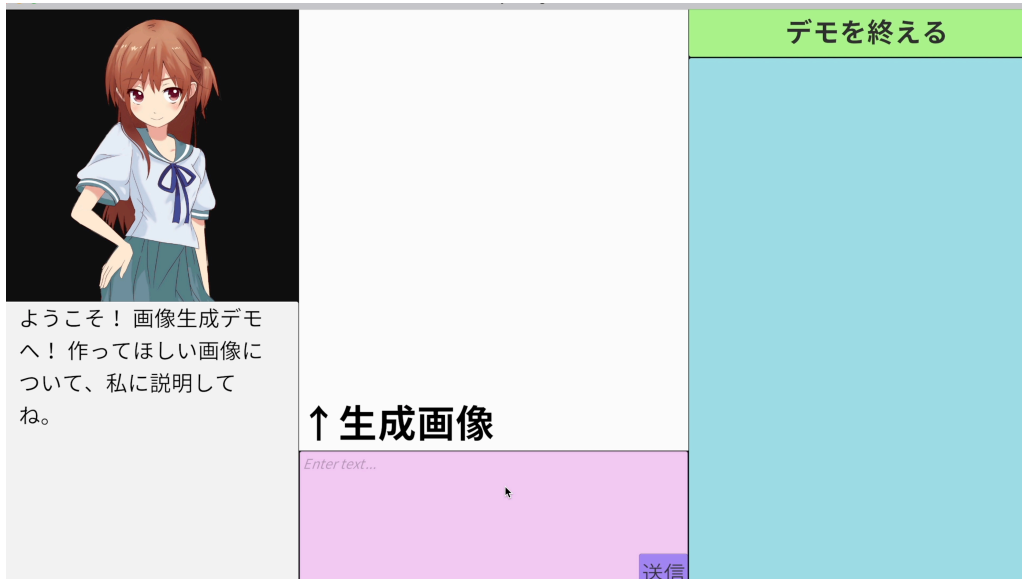 ようこそ！ 画像生成デモ
へ！ 作ってほしい画像に
ついて、私に説明して
ね。
↑生成画像
Enter text...
送信
デモを終える